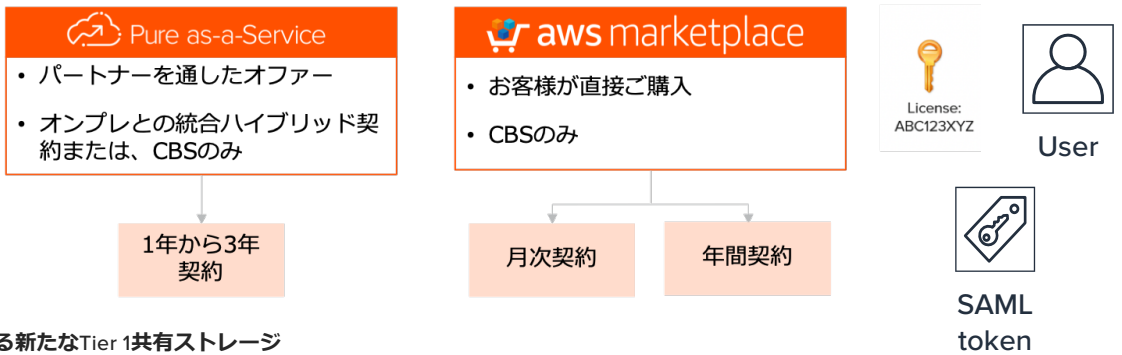 Pure as-a-Service
• パートナーを通したオファー
• オンプレとの統合ハイブリッド契
約または、CBSのみ
1年から3年
契約
aws marketplace
• お客様が直接ご購入
• CBSのみ
月次契約
年間契約
License:
ABC123XYZ
User
SAML
token
る新たなTier 1共有ストレージ